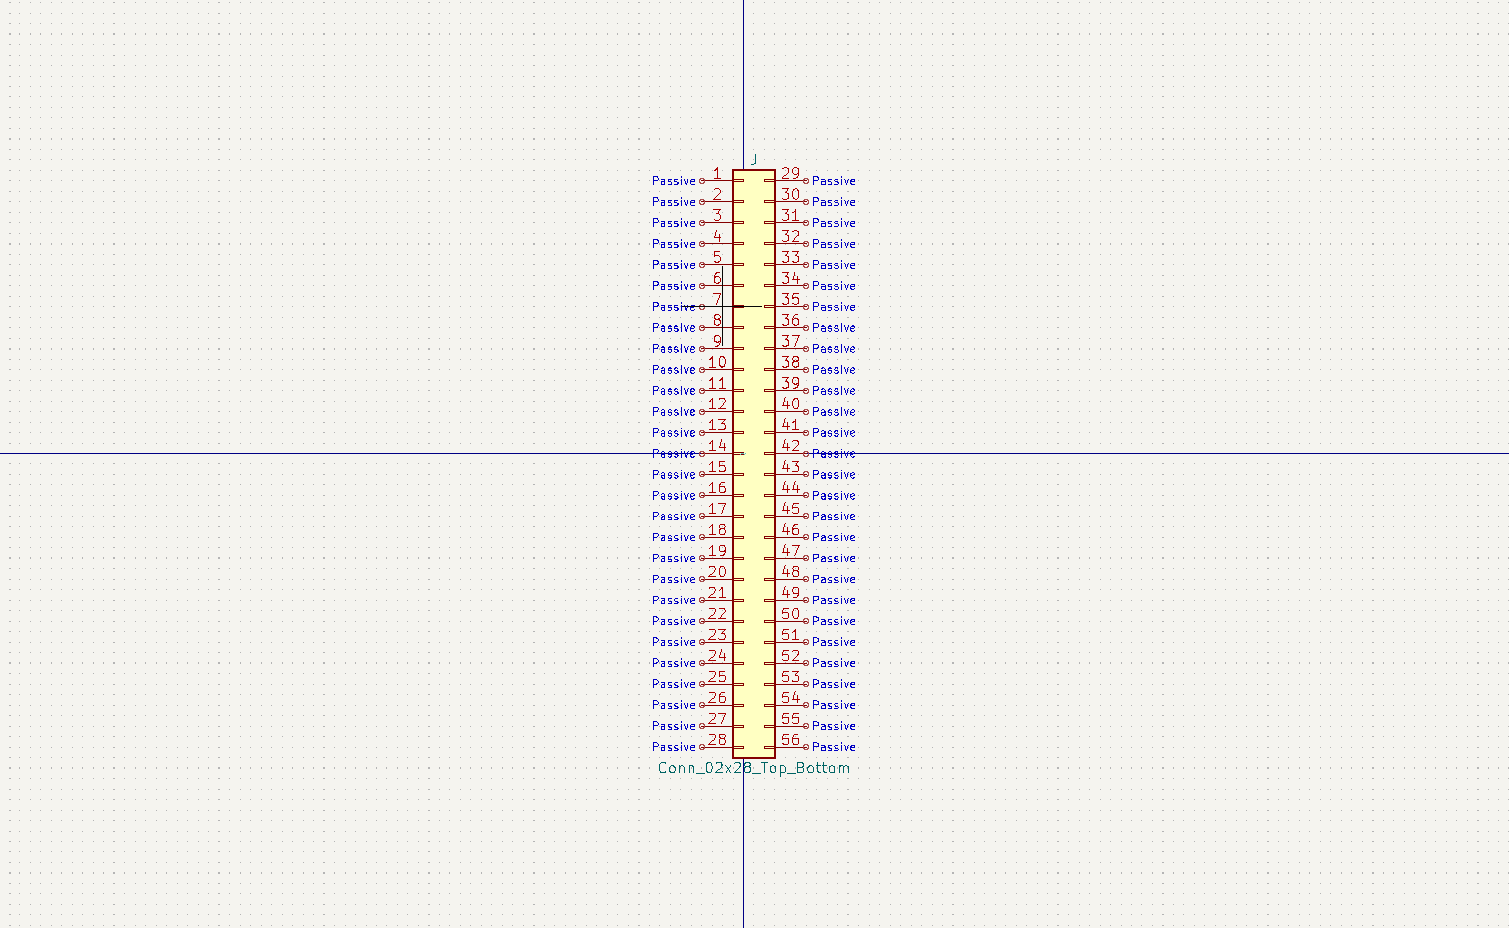 J
Passive 1 29 Passive
Passive 2 30 Passive
Passive 3 31 Passive
Passive 4 32 Passive
Passive 5 33 Passive
Passive 6 34 Passive
Passive 7 35 Passive
Passive 8 36 Passive
Passive 9 37 Passive
Passive 10 38 Passive
Passive 11 39 Passive
Passive 12 40 Passive
Passive 13 41 Passive
Passive 14 42 Passive
Passive 15 43 Passive
Passive 16 44 Passive
Passive 17 45 Passive
Passive 18 46 Passive
Passive 19 47 Passive
Passive 20 48 Passive
Passive 21 49 Passive
Passive 22 50 Passive
Passive 23 51 Passive
Passive 24 52 Passive
Passive 25 53 Passive
Passive 26 54 Passive
Passive 27 55 Passive
Passive 28 56 Passive
Conn_02x28_Top_Bottom